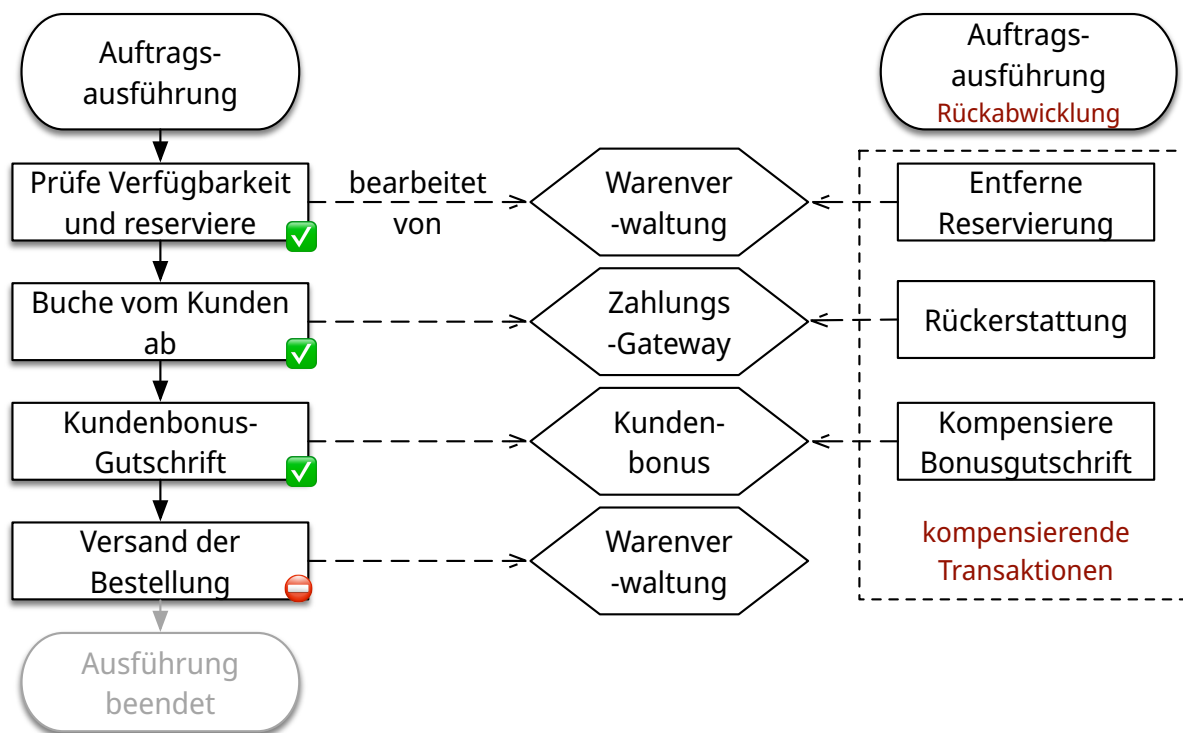 Auftrags-
ausführung
Prüfe Verfügbarkeit
und reserviere
Buche vom Kunden
ab
Kundenbonus-
Gutschrift
Versand der
Bestellung
Ausführung
beendet
bearbeitet
von
Warenver
-waltung
Zahlungs
-Gateway
Kunden-
bonus
Warenver
-waltung
Auftrags-
ausführung
Rückabwicklung
Entferne
Reservierung
Rückerstattung
Kompensiere
Bonusgutschrift
kompensierende
Transaktionen